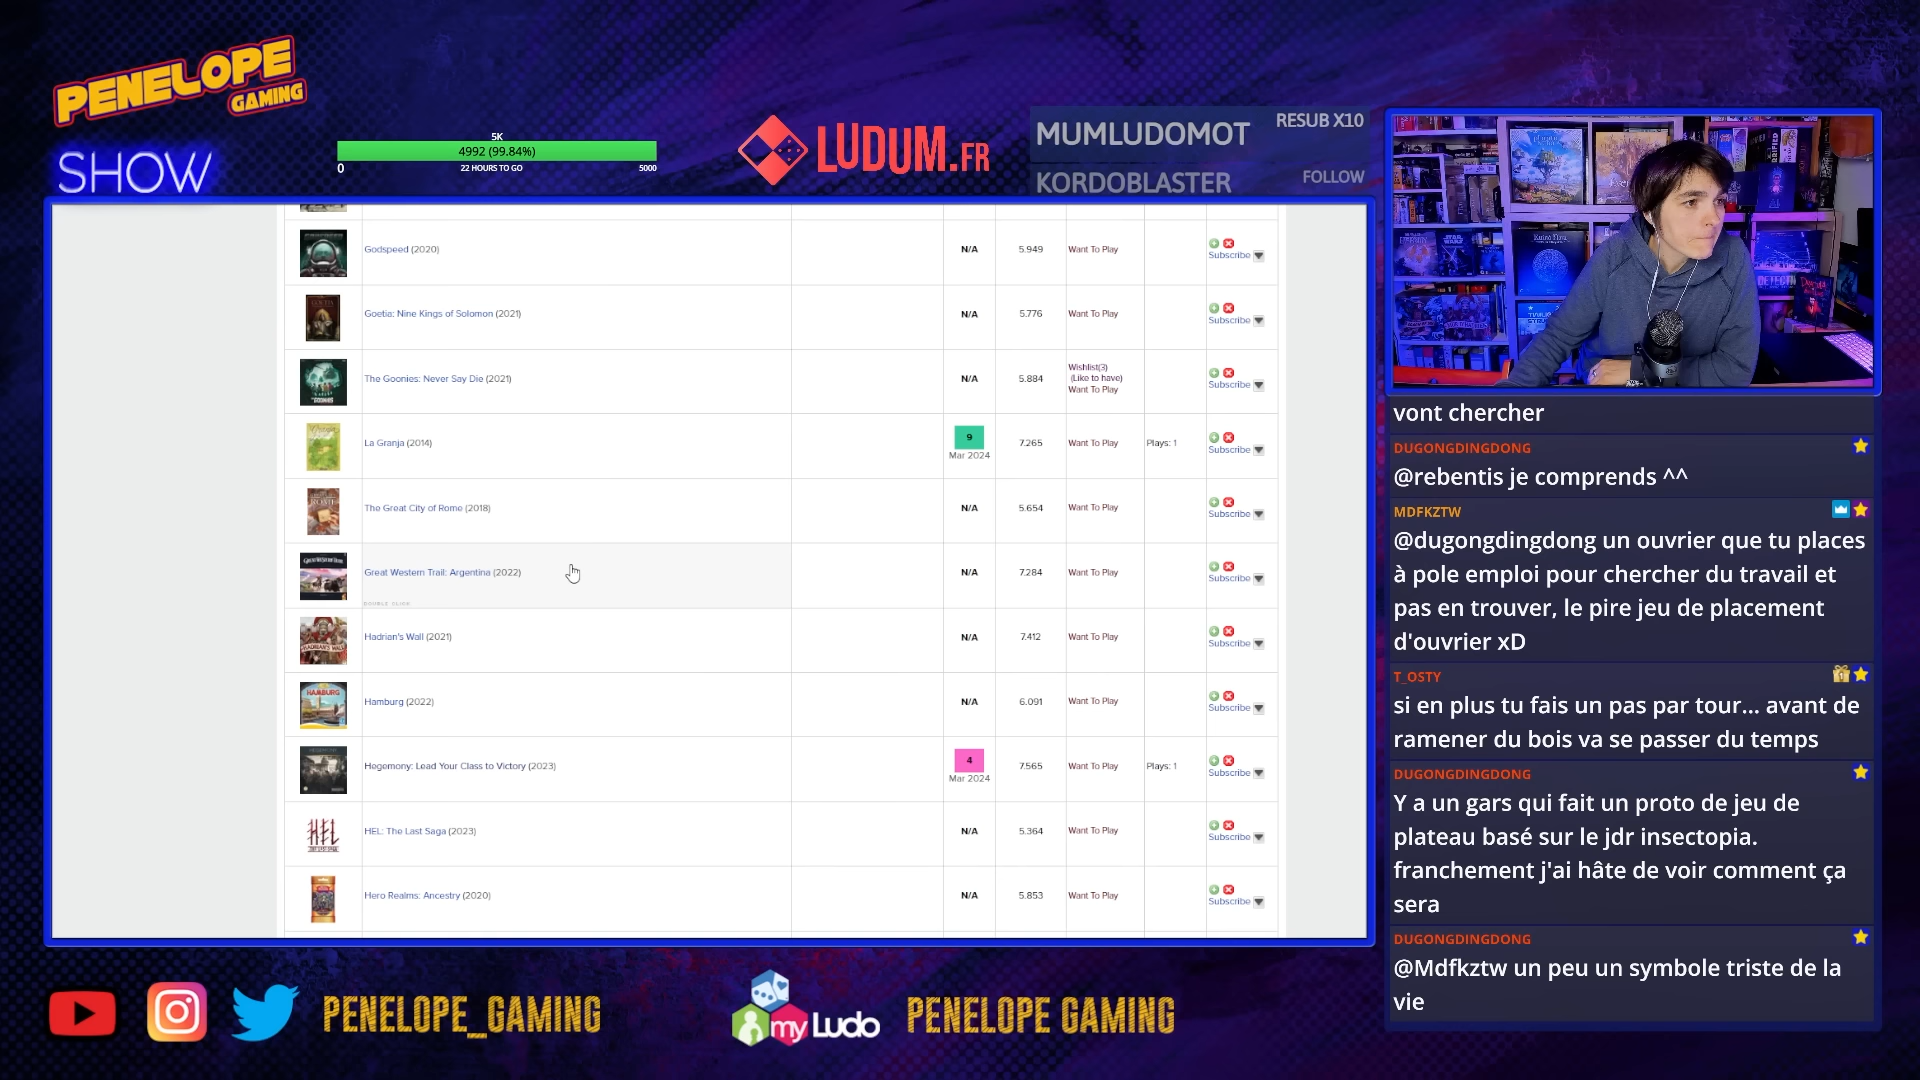 PENELOPE
GAMING
SHOW
5K
4992 (99.84%)
0
22 HOURS TO GO
5000
LUDUM.FR
MUMLUDOMOT
RESUB X10
KORDOBLASTER
FOLLOW
Godspeed (2020)
N/A
5.949
Want To Play
Subscribe
Goetia: Nine Kings of Solomon (2021)
N/A
5.776
Want To Play
Subscribe
The Goonies: Never Say Die (2021)
N/A
5.884
Wishlist(3)
(Like to have)
Want To Play
Subscribe
La Granja (2014)
9
Mar 2024
7.265
Want To Play
Plays: 1
Subscribe
The Great City of Rome (2018)
N/A
5.654
Want To Play
Subscribe
Great Western Trail: Argentina (2022)
DOUBLE CLICK
N/A
7.284
Want To Play
Subscribe
Hadrian's Wall (2021)
N/A
7.412
Want To Play
Subscribe
HAMBURG
Hamburg (2022)
N/A
6.091
Want To Play
Subscribe
Hegemony: Lead Your Class to Victory (2023)
4
Mar 2024
7.565
Want To Play
Plays: 1
Subscribe
HEL
HEL: The Last Saga (2023)
N/A
5.364
Want To Play
Subscribe
Hero Realms: Ancestry (2020)
N/A
5.853
Want To Play
Subscribe
vont chercher
DUGONGDINGDONG
@rebentis je comprends ^^
MDFKZTW
@dugongdingdong un ouvrier que tu places
à pole emploi pour chercher du travail et
pas en trouver, le pire jeu de placement
d'ouvrier xD
T_OSTY
si en plus tu fais un pas par tour... avant de
ramener du bois va se passer du temps
DUGONGDINGDONG
Y a un gars qui fait un proto de jeu de
plateau basé sur le jdr insectopia.
franchement j'ai hâte de voir comment ça
sera
DUGONGDINGDONG
@Mdfkztw un peu un symbole triste de la
vie
PENELOPE_GAMING
my Ludo
PENELOPE GAMING